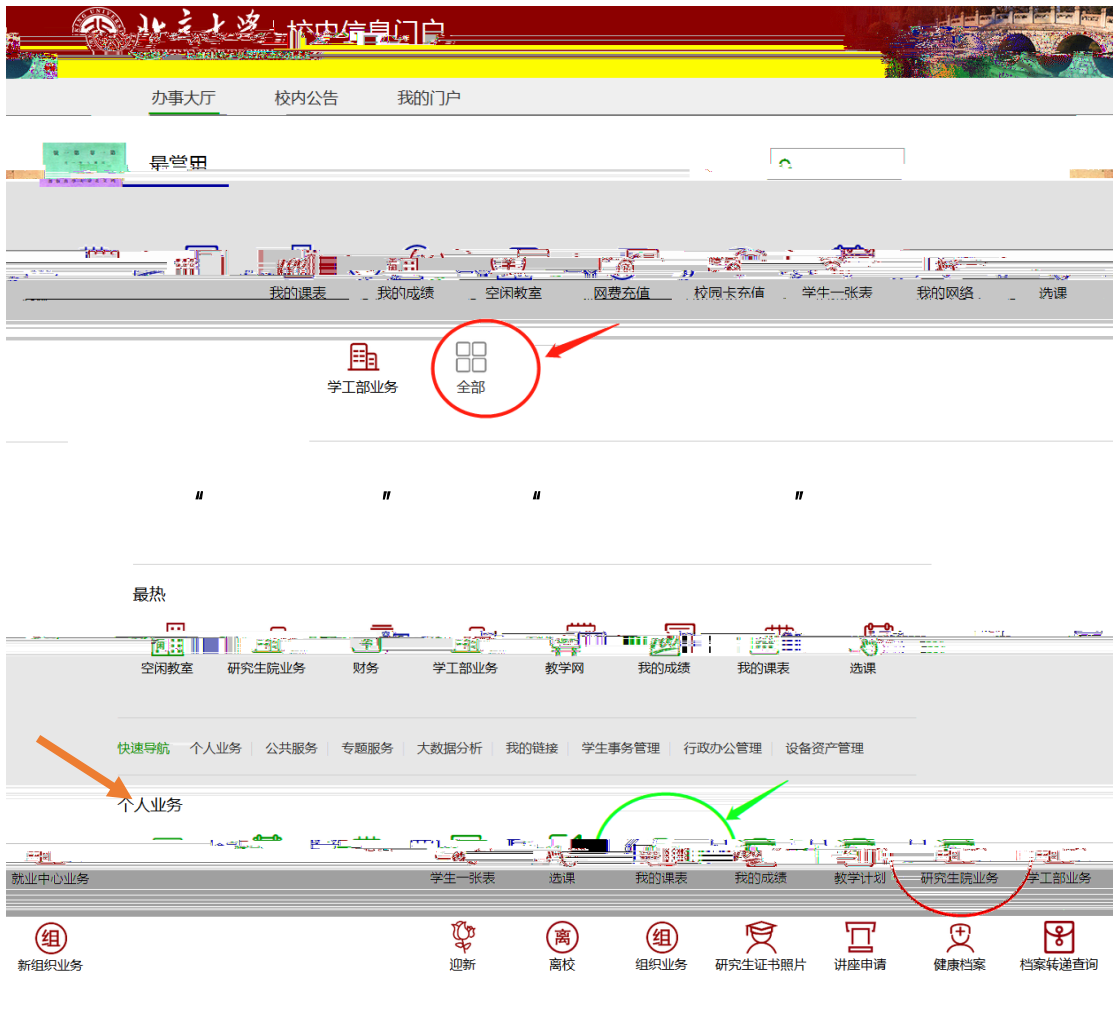 北京大学 校内信息门户
办事大厅 校内公告 我的门户
最常用
我的课表 我的成绩 空闲教室 网费充值 校园卡充值 学生一张表 我的网络 选课
学工部业务 全部
“ ” “ ”
最热
空闲教室 研究生院业务 财务 学工部业务 教学网 我的成绩 我的课表 选课
快速导航 个人业务 公共服务 专题服务 大数据分析 我的链接 学生事务管理 行政办公管理 设备资产管理
个人业务
就业中心业务 学生一张表 选课 我的课表 我的成绩 教学计划 研究生院业务 学工部业务
组 离 组
新组织业务 迎新 离校 组织业务 研究生证书照片 讲座申请 健康档案 档案转递查询